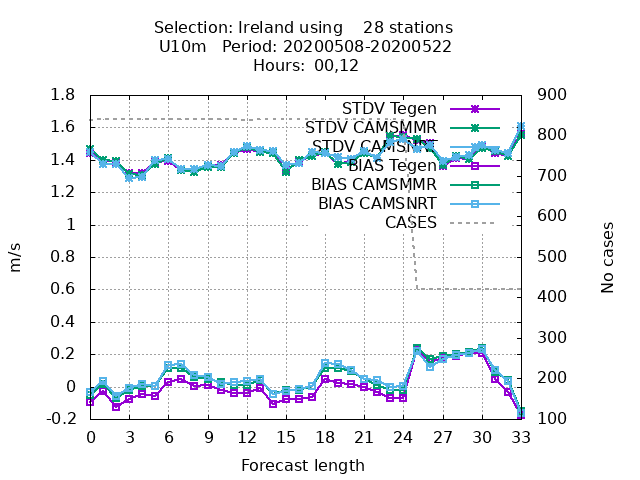 Selection: Ireland using    28 stations
U10m   Period: 20200508-20200522
Hours:  00,12
1.8
1.6
1.4
1.2
1
0.8
0.6
0.4
0.2
0
-0.2
m/s
900
800
700
600
500
400
300
200
100
No cases
STDV Tegen
STDV CAMSMMR
STDV CAMSNRT
BIAS Tegen
BIAS CAMSMMR
BIAS CAMSNRT
CASES
0 3 6 9 12 15 18 21 24 27 30 33
Forecast length